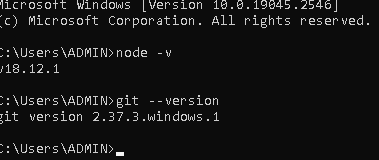 Microsoft Windows [Version 10.0.19045.2546]
(c) Microsoft Corporation. All rights reserved.
C:\Users\ADMIN>node -v
v18.12.1
C:\Users\ADMIN>git --version
git version 2.37.3.windows.1
C:\Users\ADMIN>_